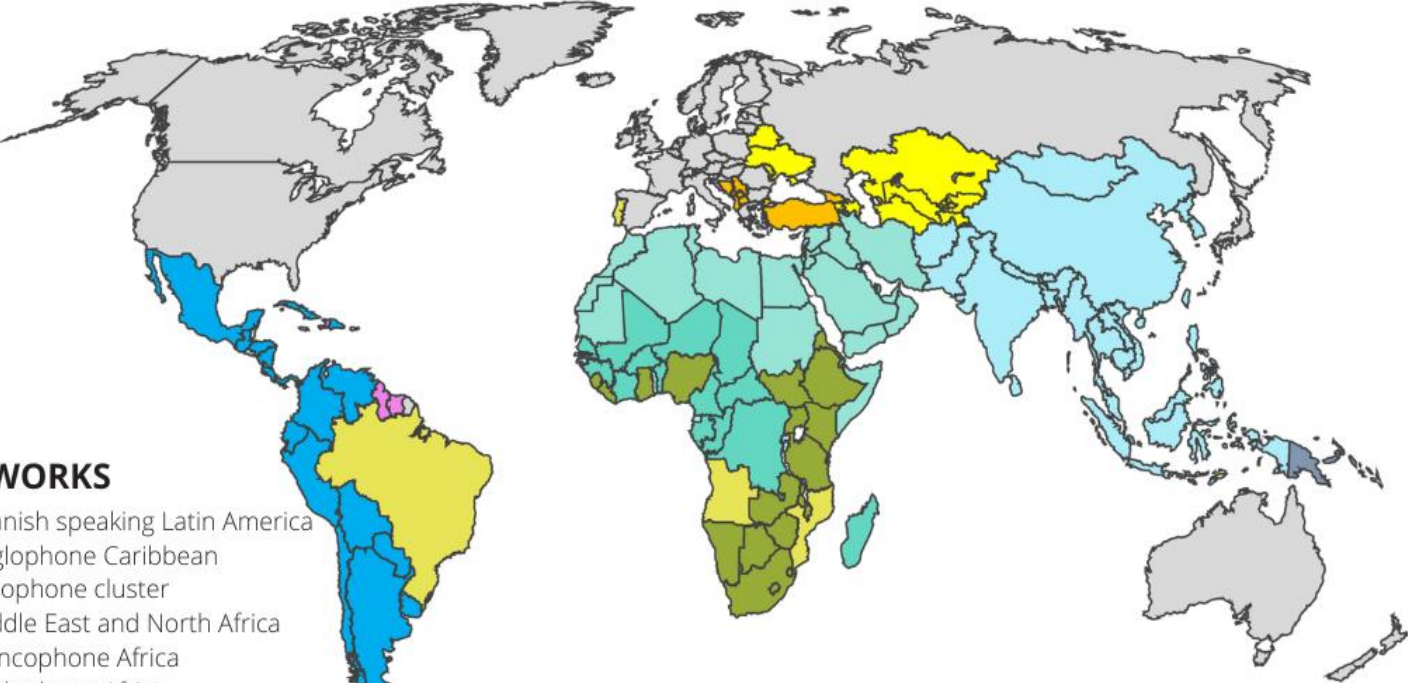 WORKS
nish speaking Latin America
glophone Caribbean
ophone cluster
ddle East and North Africa
ncophone Africa